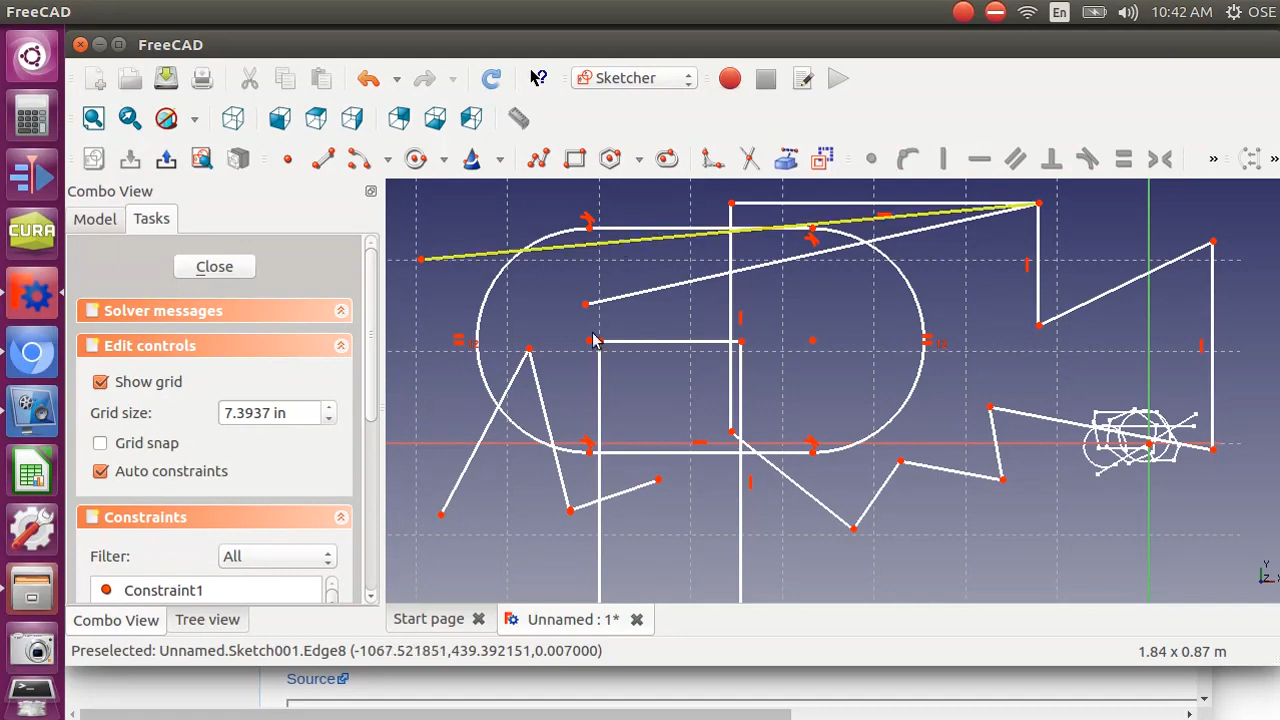 FreeCAD
En
10:42 AM
OSE
FreeCAD
Sketcher
»
»
Combo View
Model
Tasks
CURA
Close
Solver messages
Edit controls
Show grid
Grid size:
7.3937 in
Grid snap
Auto constraints
Constraints
Filter:
All
Constraint1
Combo View
Tree view
Start page
Unnamed : 1*
Y
Preselected: Unnamed.Sketch001.Edge8 (-1067.521851,439.392151,0.007000)
1.84 x 0.87 m
Source